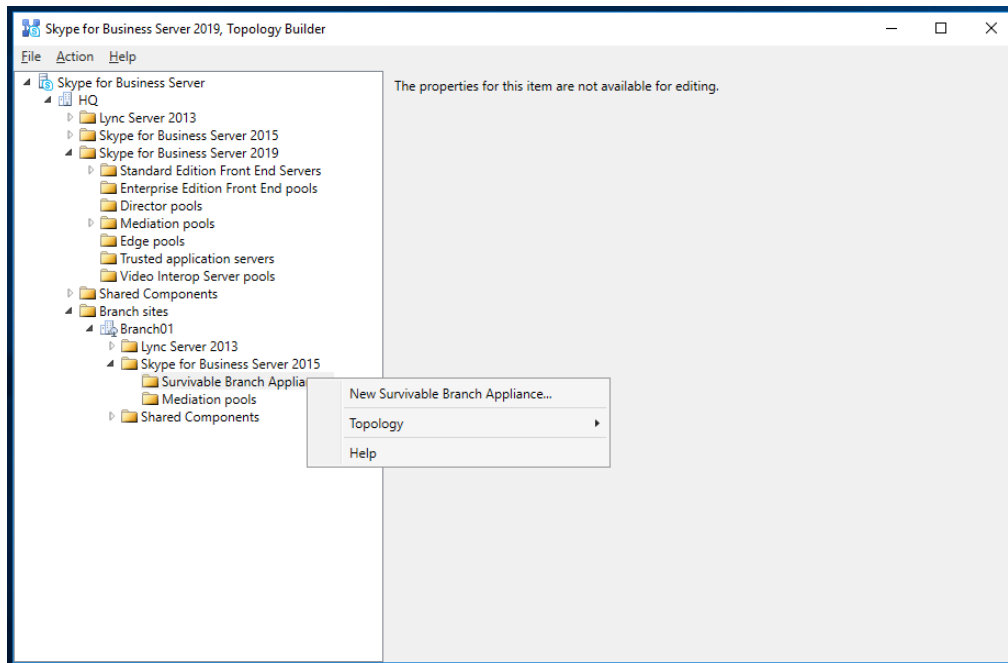 Skype for Business Server 2019, Topology Builder
File Action Help
Skype for Business Server
The properties for this item are not available for editing.
HQ
Lync Server 2013
Skype for Business Server 2015
Skype for Business Server 2019
Standard Edition Front End Servers
Enterprise Edition Front End pools
Director pools
Mediation pools
Edge pools
Trusted application servers
Video Interop Server pools
Shared Components
Branch sites
Branch01
Lync Server 2013
Skype for Business Server 2015
Survivable Branch
Mediation pools
Shared Components
New Survivable Branch Appliance...
Topology
Help